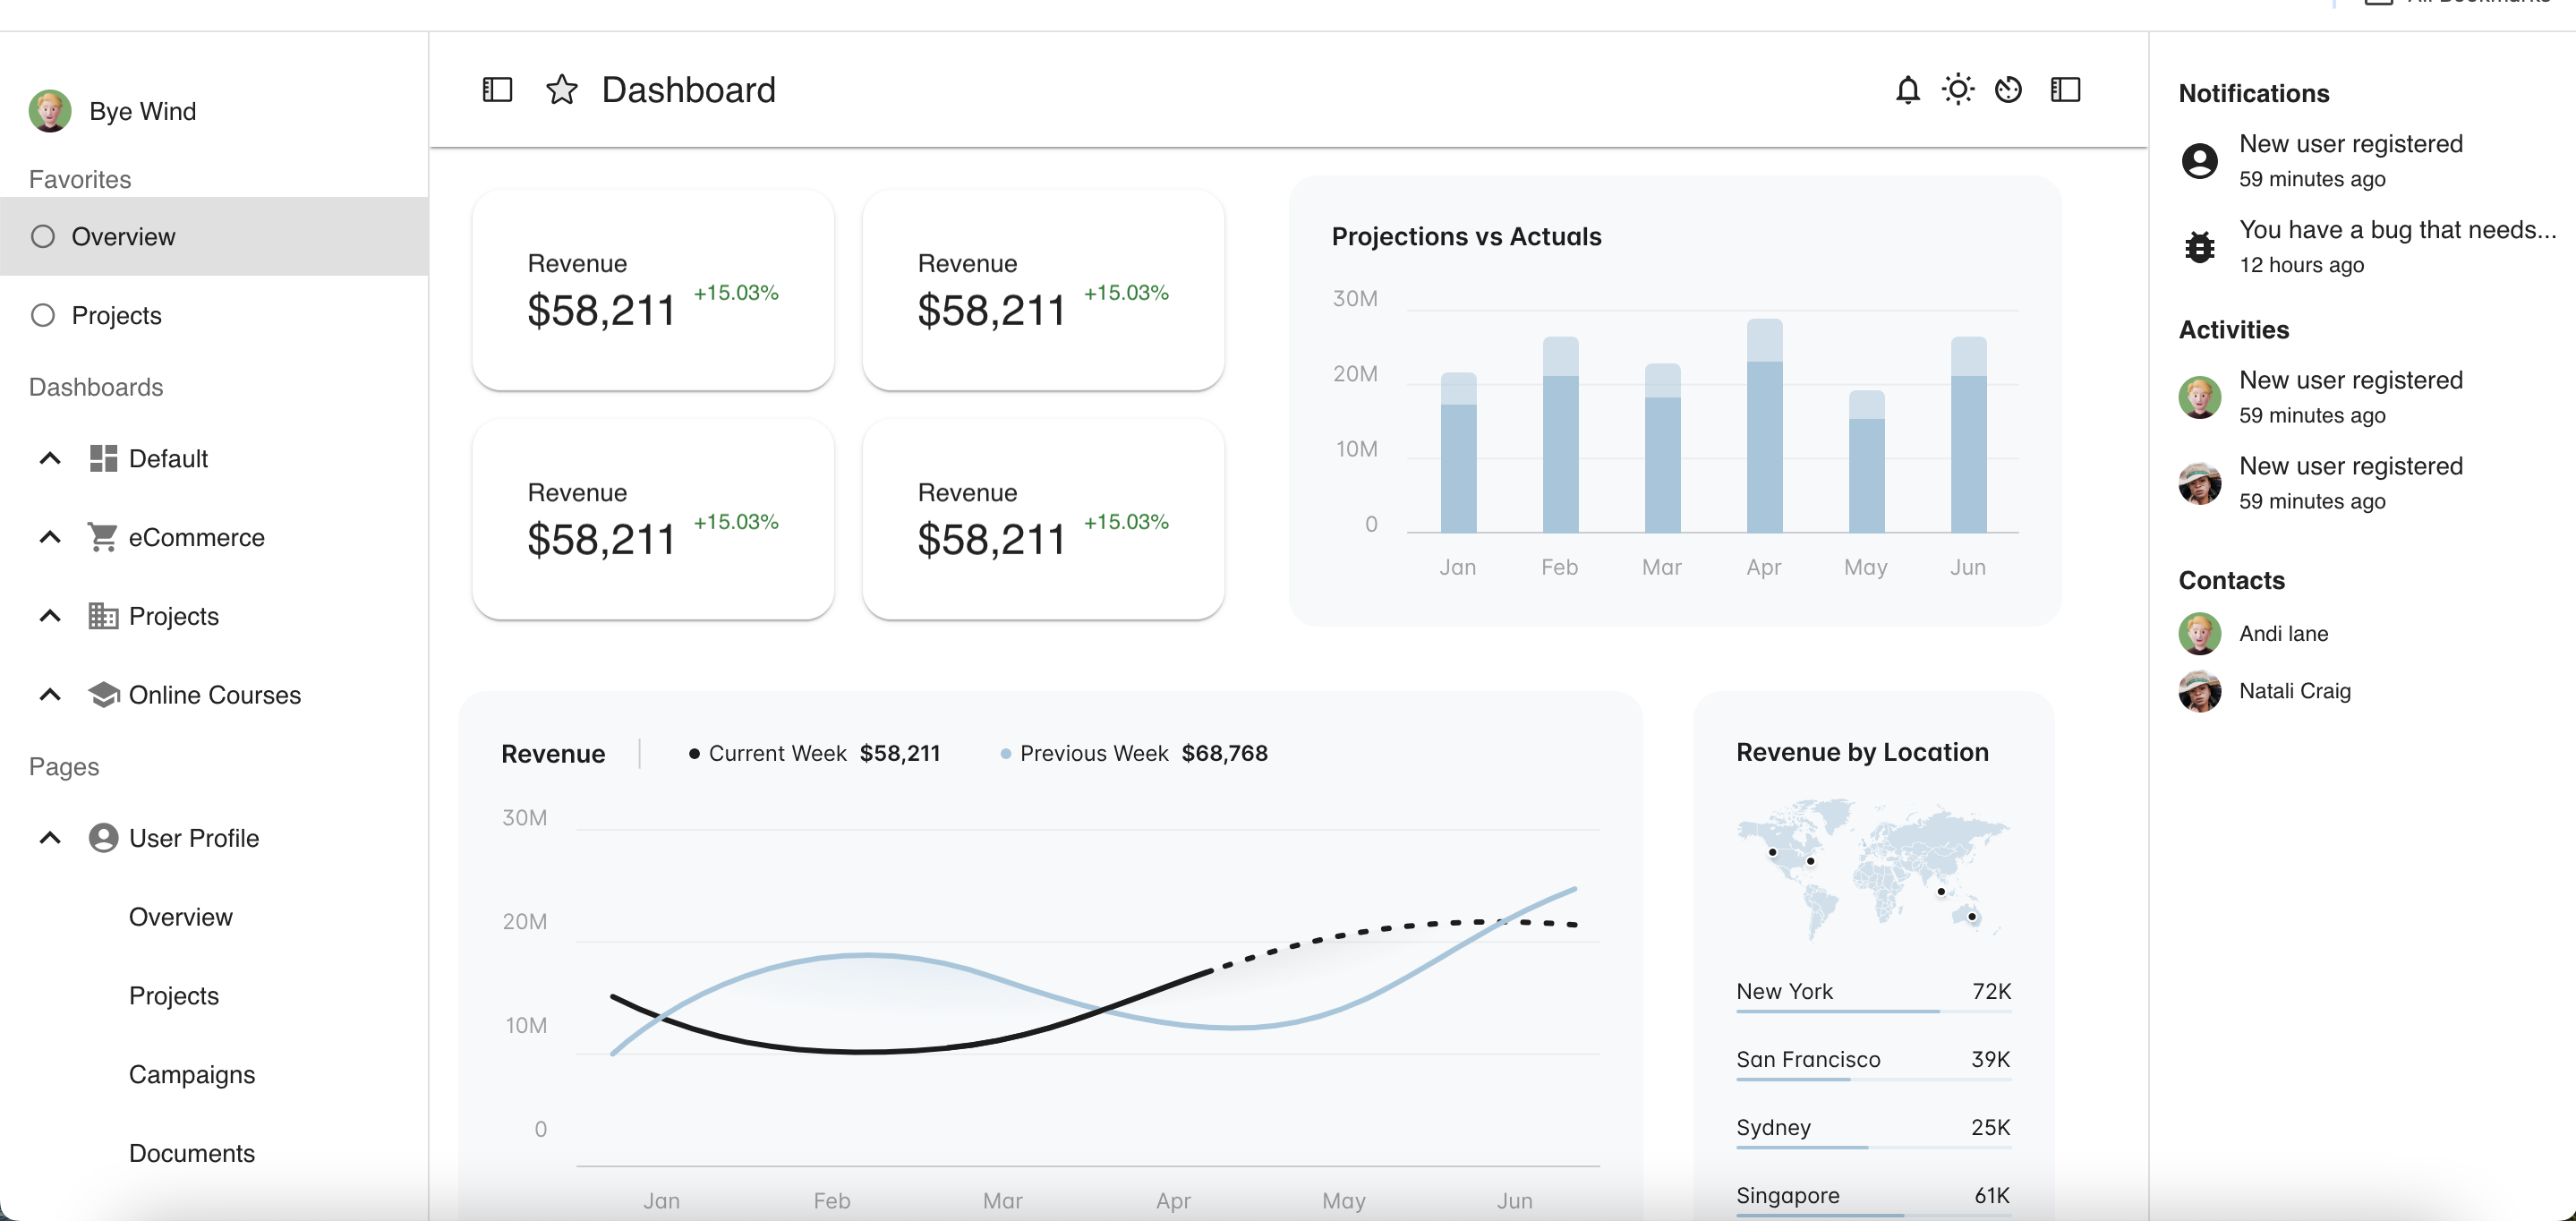 All Bookmarks
Bye Wind
Favorites
Overview
Projects
Dashboards
Default
eCommerce
Projects
Online Courses
Pages
User Profile
Overview
Projects
Campaigns
Documents
Dashboard
Revenue
$58,211 +15.03%
Revenue
$58,211 +15.03%
Revenue
$58,211 +15.03%
Revenue
$58,211 +15.03%
Projections vs Actuals
30M
20M
10M
0
Jan Feb Mar Apr May Jun
Revenue Current Week $58,211 Previous Week $68,768
30M
20M
10M
0
Jan Feb Mar Apr May Jun
Revenue by Location
New York 72K
San Francisco 39K
Sydney 25K
Singapore 61K
Notifications
New user registered
59 minutes ago
You have a bug that needs...
12 hours ago
Activities
New user registered
59 minutes ago
New user registered
59 minutes ago
Contacts
Andi lane
Natali Craig